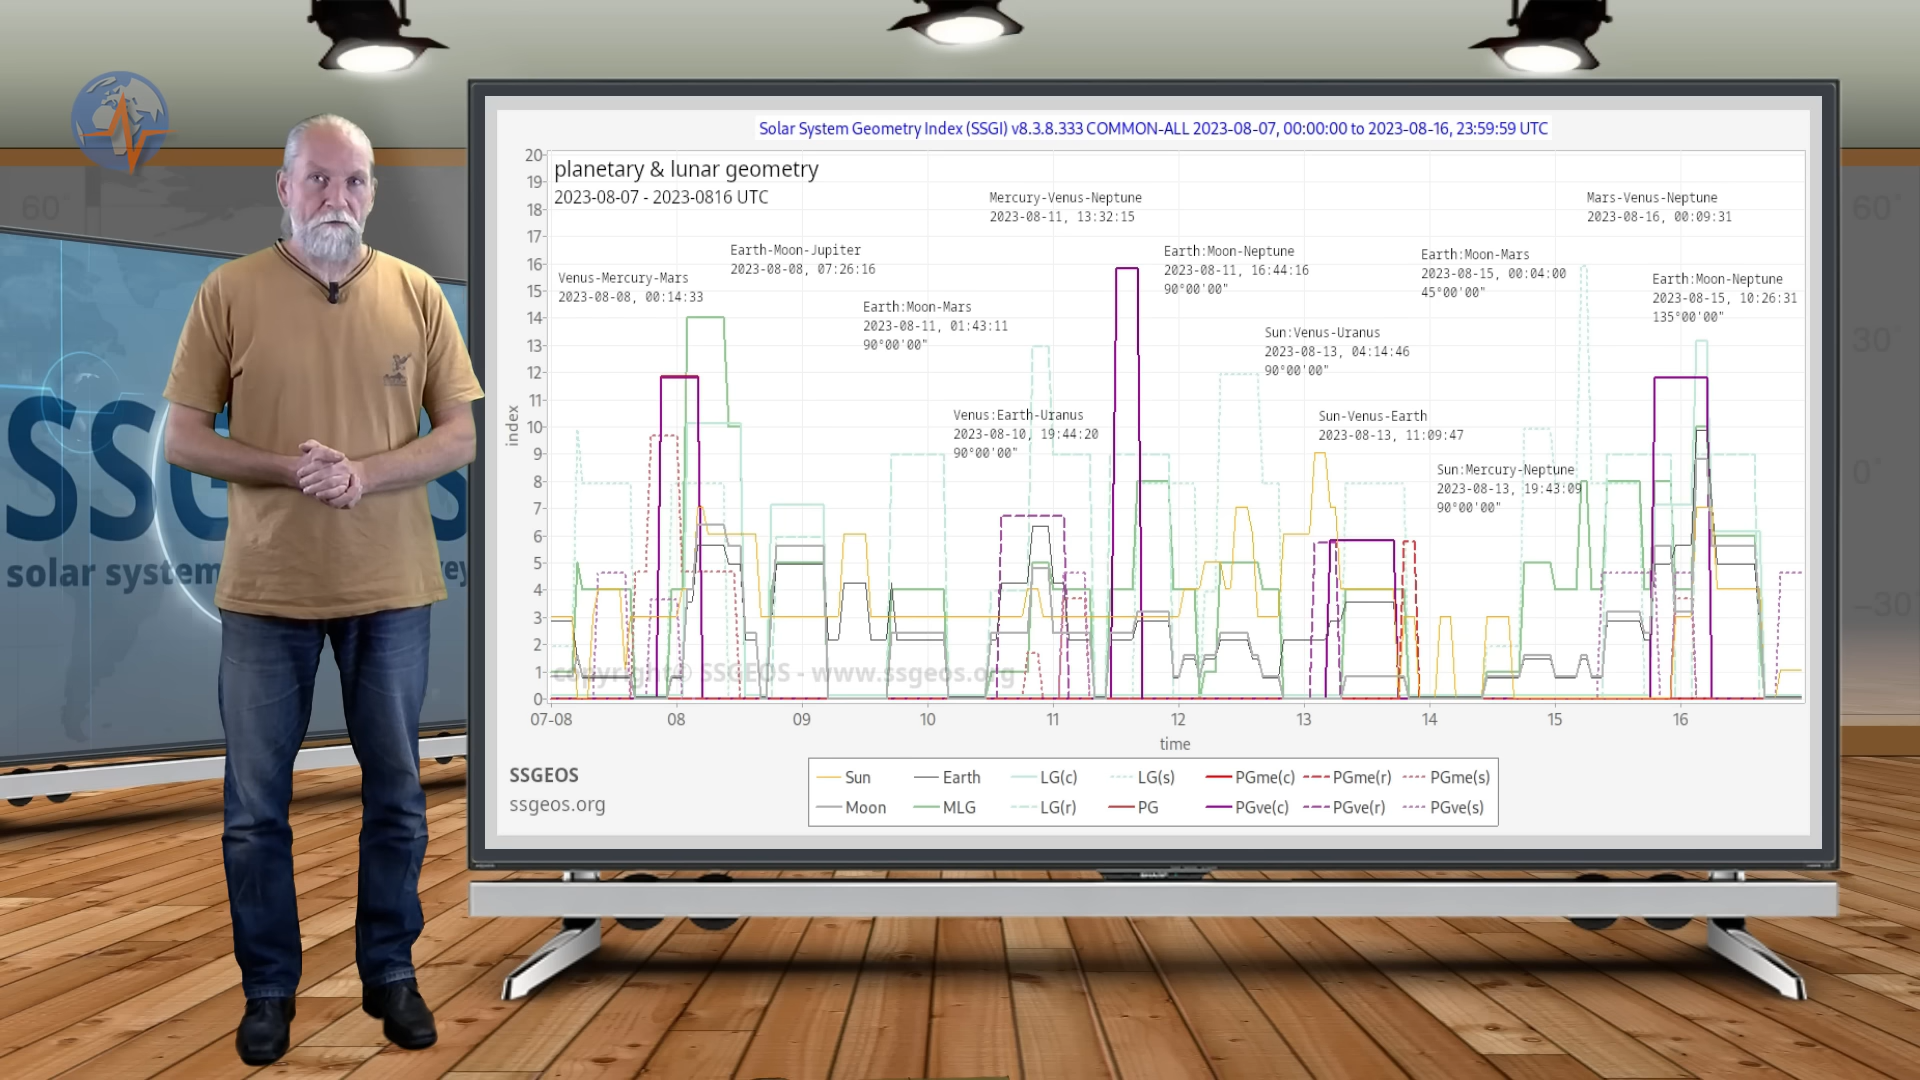 Solar System Geometry Index (SSGI) v8.3.8.333 COMMON-ALL 2023-08-07, 00:00:00 to 2023-08-16, 23:59:59 UTC
planetary & lunar geometry
2023-08-07 - 2023-0816 UTC
Mercury-Venus-Neptune
2023-08-11, 13:32:15
Mars-Venus-Neptune
2023-08-16, 00:09:31
Earth-Moon-Jupiter
2023-08-08, 07:26:16
Earth:Moon-Neptune
2023-08-11, 16:44:16
90°00'00"
Earth:Moon-Mars
2023-08-15, 00:04:00
45°00'00"
Venus-Mercury-Mars
2023-08-08, 00:14:33
Earth:Moon-Neptune
2023-08-15, 10:26:31
135°00'00"
Earth:Moon-Mars
2023-08-11, 01:43:11
90°00'00"
Sun:Venus-Uranus
2023-08-13, 04:14:46
90°00'00"
Venus:Earth-Uranus
2023-08-10, 19:44:20
90°00'00"
Sun-Venus-Earth
2023-08-13, 11:09:47
Sun:Mercury-Neptune
2023-08-13, 19:43:09
90°00'00"
20
19
18
17
16
15
14
13
12
11
10
9
8
7
6
5
4
3
2
1
0
index
copyright© SSGEOS - www.ssgeos.org
07-08 08 09 10 11 12 13 14 15 16
time
SSGEOS
ssgeos.org
Sun Earth LG(c) LG(s) PGme(c) PGme(r) PGme(s)
Moon MLG LG(r) PG PGve(c) PGve(r) PGve(s)
60°
SSG
solar system
60°
30°
0°
−30°